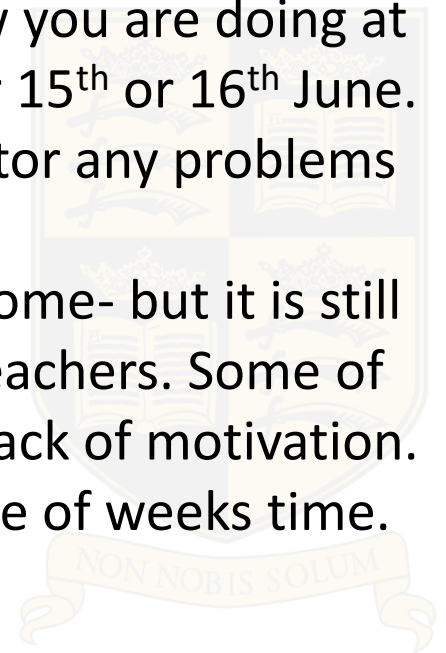 you are doing at
15th or 16th June.
tor any problems
ome- but it is still
eachers. Some of
ack of motivation.
e of weeks time.
NON NOBIS SOLUM